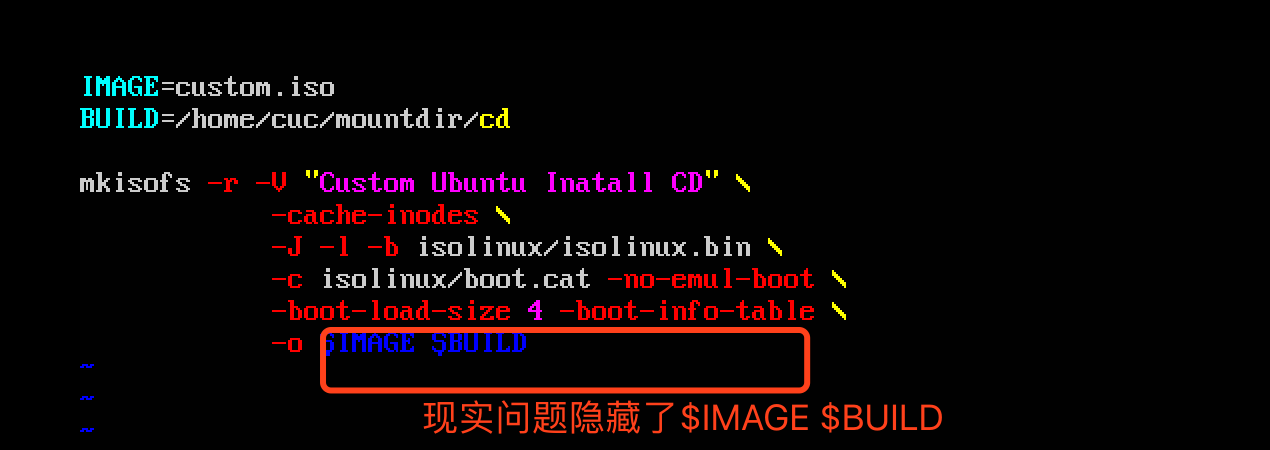 IMAGE=custom.iso
BUILD=/home/cuc/mountdir/cd
mkisofs -r -V "Custom Ubuntu Inatall CD" \
-cache-inodes \
-J -l -b isolinux/isolinux.bin \
-c isolinux/boot.cat -no-emul-boot \
-boot-load-size 4 -boot-info-table \
-o $IMAGE $BUILD
~
~
~
现实问题隐藏了$IMAGE $BUILD